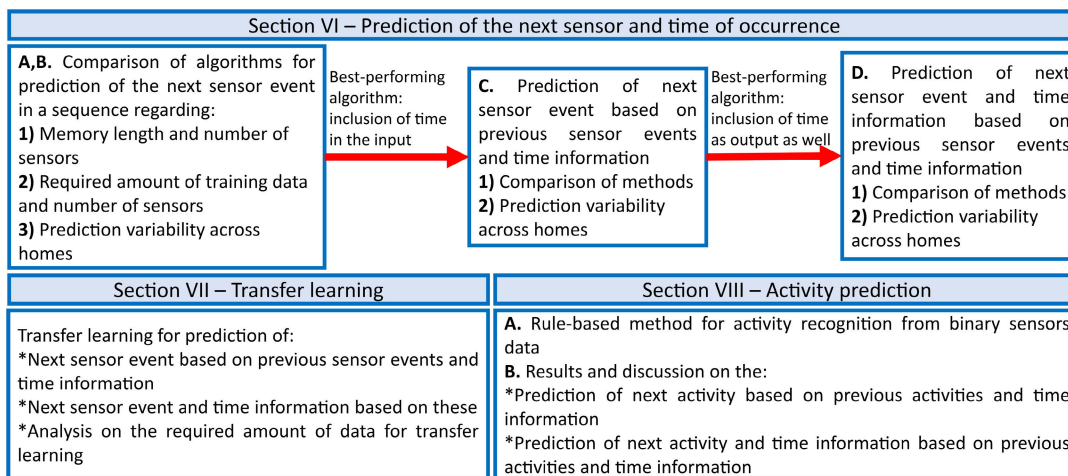 Section VI – Prediction of the next sensor and time of occurrence
A,B. Comparison of algorithms for
prediction of the next sensor event
in a sequence regarding:
1) Memory length and number of
sensors
2) Required amount of training data
and number of sensors
3) Prediction variability across
homes
Best-performing
algorithm:
inclusion of time
in the input
C. Prediction of next
sensor event based on
previous sensor events
and time information
1) Comparison of methods
2) Prediction variability
across homes
Best-performing
algorithm:
inclusion of time
as output as well
D. Prediction of next
sensor event and time
information based on
previous sensor events
and time information
1) Comparison of methods
2) Prediction variability
across homes
Section VII – Transfer learning
Transfer learning for prediction of:
*Next sensor event based on previous sensor events and
time information
*Next sensor event and time information based on these
*Analysis on the required amount of data for transfer
learning
Section VIII – Activity prediction
A. Rule-based method for activity recognition from binary sensors
data
B. Results and discussion on the:
*Prediction of next activity based on previous activities and time
information
*Prediction of next activity and time information based on previous
activities and time information